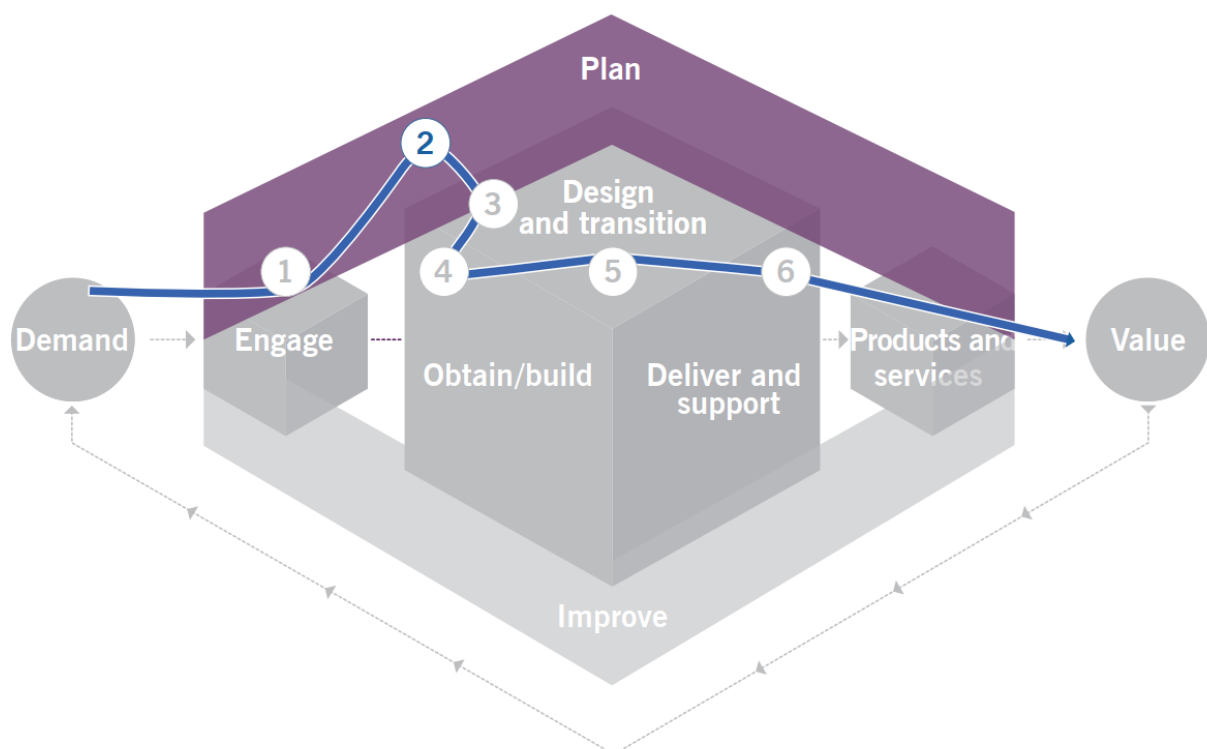 Plan
2
Design
and transition
3
1
4
5
6
Demand
Engage
Products and
services
Value
Obtain/build
Deliver and
support
Improve